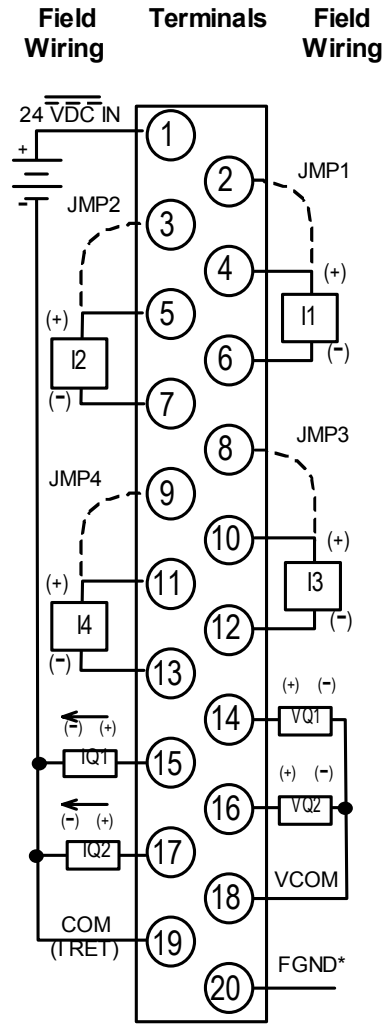 Field Wiring
Terminals
Field Wiring
24 VDC IN
+
-
1
2
JMP1
JMP2
3
4
(+)
I1
(-)
(+)
5
I2
6
(-)
7
8
JMP3
JMP4
9
10
(+)
I3
(-)
(+)
11
I4
12
(-)
13
(+) (-)
14
VQ1
(-) (+)
IQ1
15
(+) (-)
16
VQ2
(-) (+)
IQ2
17
18
VCOM
COM
(IRET)
19
20
FGND*